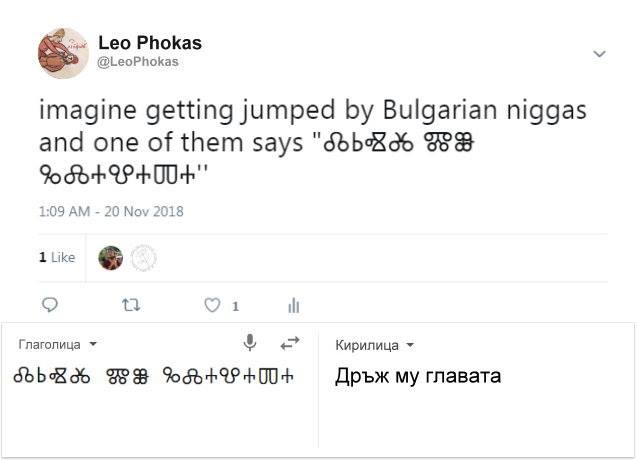 Leo Phokas
@LeoPhokas
imagine getting jumped by Bulgarian niggas
and one of them says "ⰄⰓⰟⰆ ⰏⰖ
ⰃⰎⰀⰂⰀⰕⰀ''
1:09 AM - 20 Nov 2018
1 Like
1
Глаголица
ⰄⰓⰟⰆ ⰏⰖ ⰃⰎⰀⰂⰀⰕⰀ
Кирилица
Дръж му главата